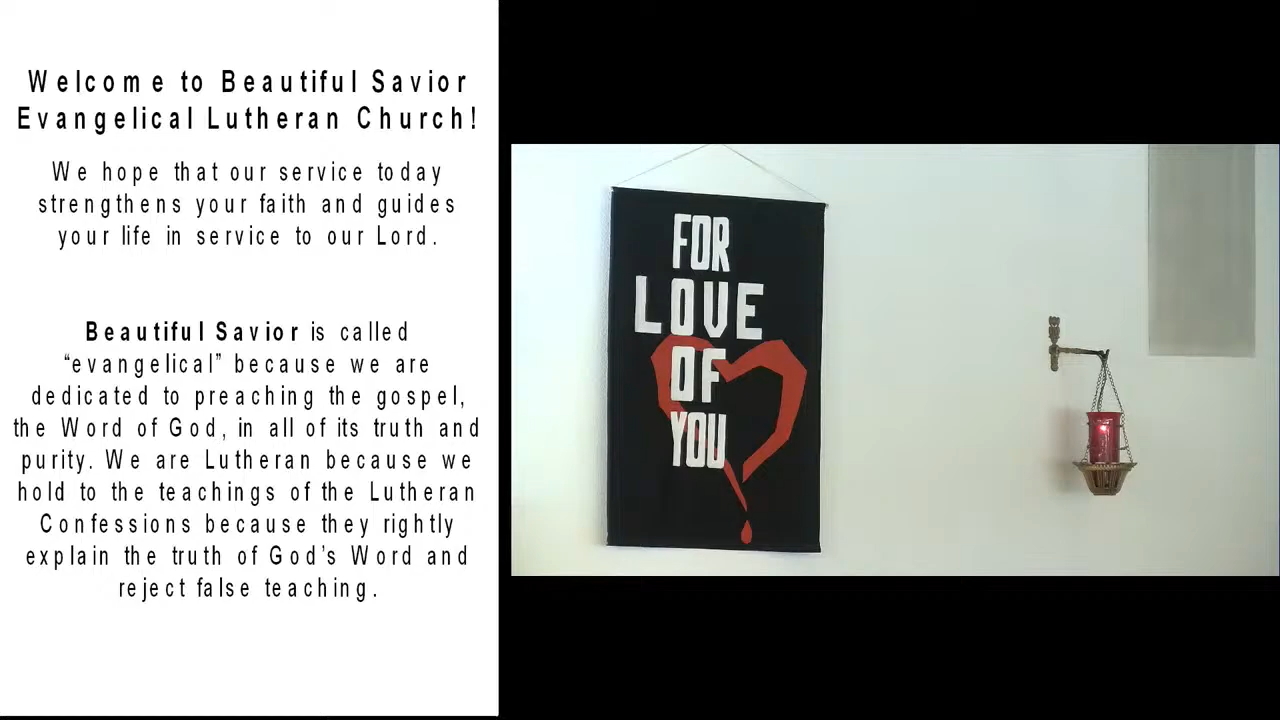 Welcome to Beautiful Savior
Evangelical Lutheran Church!
We hope that our service today
strengthens your faith and guides
your life in service to our Lord.
Beautiful Savior is called
“evangelical” because we are
dedicated to preaching the gospel,
the Word of God, in all of its truth and
purity. We are Lutheran because we
hold to the teachings of the Lutheran
Confessions because they rightly
explain the truth of God’s Word and
reject false teaching.
FOR
LOVE
OF
YOU